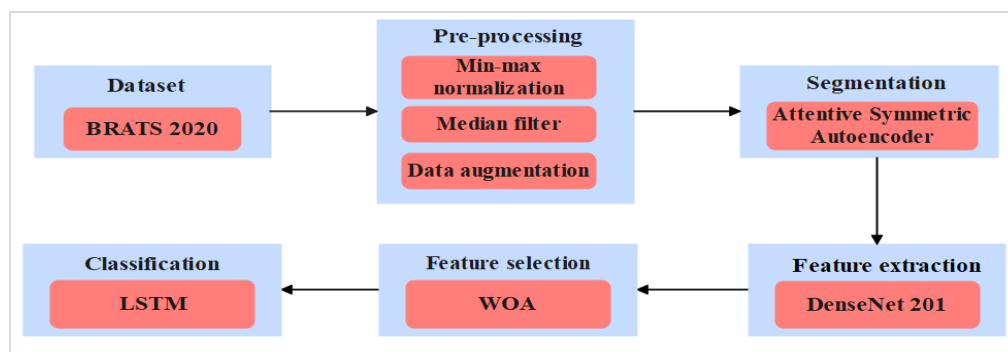 Dataset
BRATS 2020
Pre-processing
Min-max
normalization
Median filter
Data augmentation
Segmentation
Attentive Symmetric
Autoencoder
Feature extraction
DenseNet 201
Feature selection
WOA
Classification
LSTM